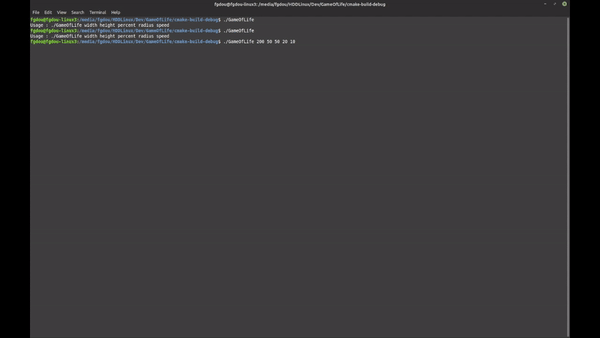 fgdou@fgdou-linux3: /media/fgdou/HDDLinux/Dev/GameOfLife/cmake-build-debug
File Edit View Search Terminal Help
fgdou@fgdou-linux3:/media/fgdou/HDDLinux/Dev/GameOfLife/cmake-build-debug$ ./GameOfLife
Usage : ./GameOfLife width height percent radius speed
fgdou@fgdou-linux3:/media/fgdou/HDDLinux/Dev/GameOfLife/cmake-build-debug$ ./GameOfLife
Usage : ./GameOfLife width height percent radius speed
fgdou@fgdou-linux3:/media/fgdou/HDDLinux/Dev/GameOfLife/cmake-build-debug$ ./GameOfLife 200 50 50 20 10